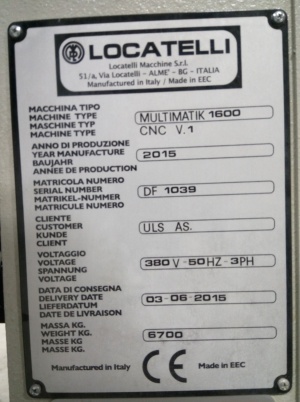 LOCATELLI
Locatelli Macchine S.r.l.
51/a, Via Locatelli - ALME' - BG - ITALIA
Manufactured in Italy / Made in EEC
MACCHINA TIPO
MACHINE TYPE MULTIMATIK 1600
MASCHINE TYP
MACHINE TYPE CNC V.1
ANNO DI PRODUZIONE
YEAR MANUFACTURE 2015
BAUJAHR
ANNEE DE PRODUCTION
MATRICOLA NUMERO
SERIAL NUMBER DF 1039
MATRIKEL-NUMMER
MATRICULE NUMERO
CLIENTE
CUSTOMER ULS AS.
KUNDE
CLIENT
VOLTAGGIO
VOLTAGE 380 V -50HZ-3PH
SPANNUNG
VOLTAGE
DATA DI CONSEGNA
DELIVERY DATE 03-06-2015
LIEFERDATUM
DATE DE LIVRAISON
MASSA KG.
WEIGHT KG. 6700
MASSE KG
MASSE KG.
Manufactured in Italy CE Made in EEC